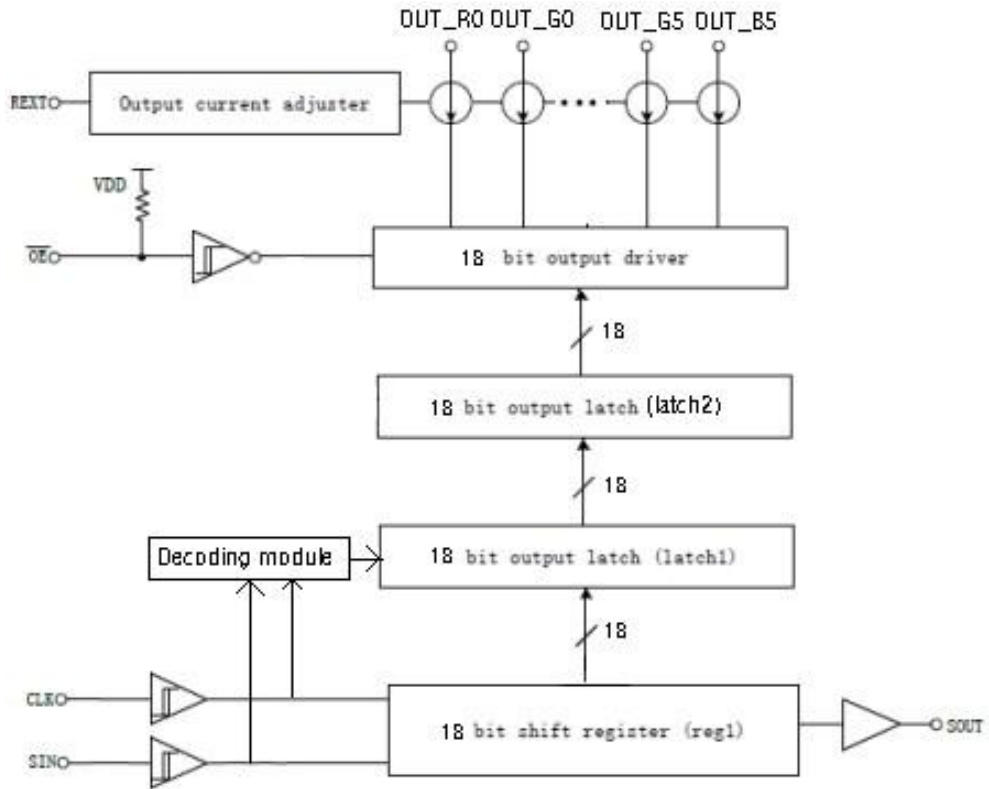 OUT_R0 OUT_G0 OUT_G5 OUT_B5
REXT Output current adjuster
VDD
OE
18 bit output driver
18
18 bit output latch (latch2)
18
Decoding module
18 bit output latch (latch1)
18
CLK
18 bit shift register (reg1)
SOUT
SIN